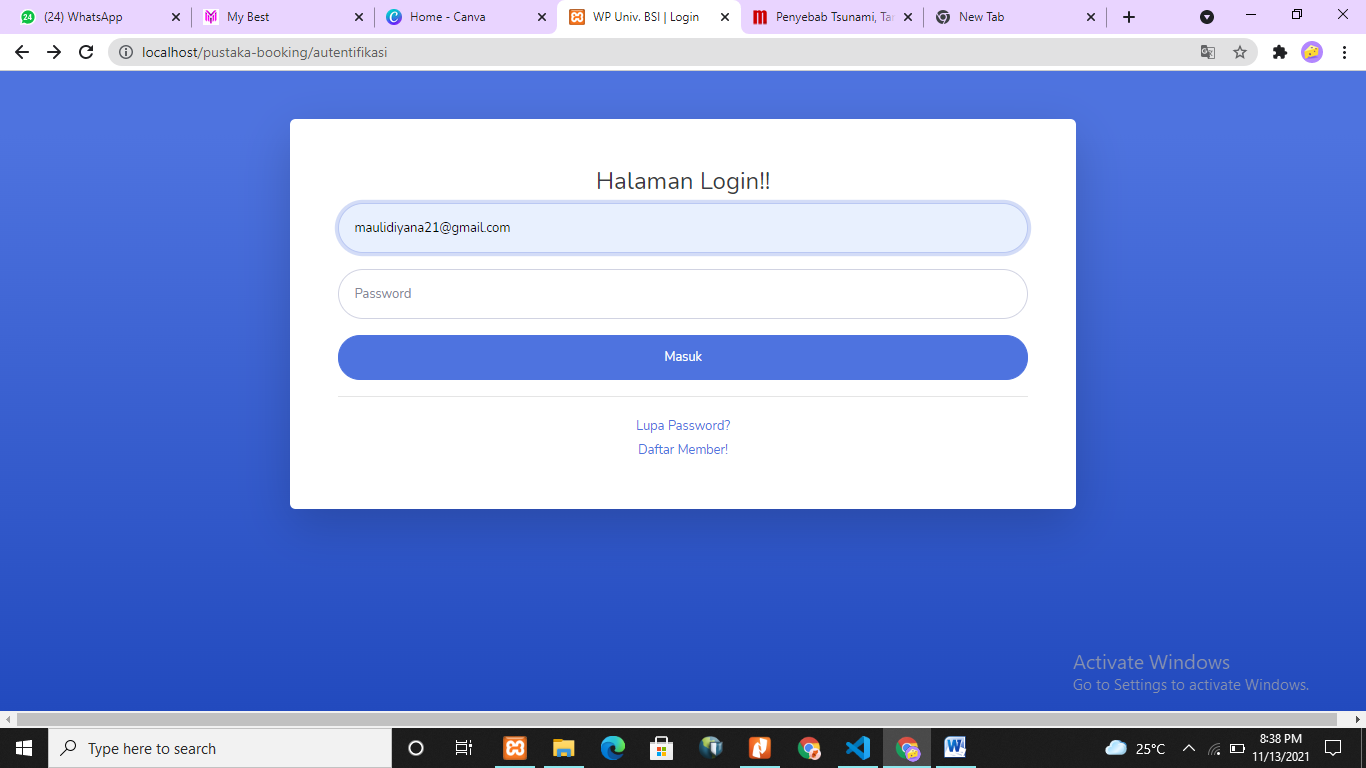 24
(24) WhatsApp
My Best
Home - Canva
WP Univ. BSI | Login
Penyebab Tsunami, Tan
New Tab
localhost/pustaka-booking/autentifikasi
Halaman Login!!
maulidiyana21@gmail.com
Password
Masuk
Lupa Password?
Daftar Member!
Activate Windows
Go to Settings to activate Windows.
Type here to search
25°C
8:38 PM
11/13/2021